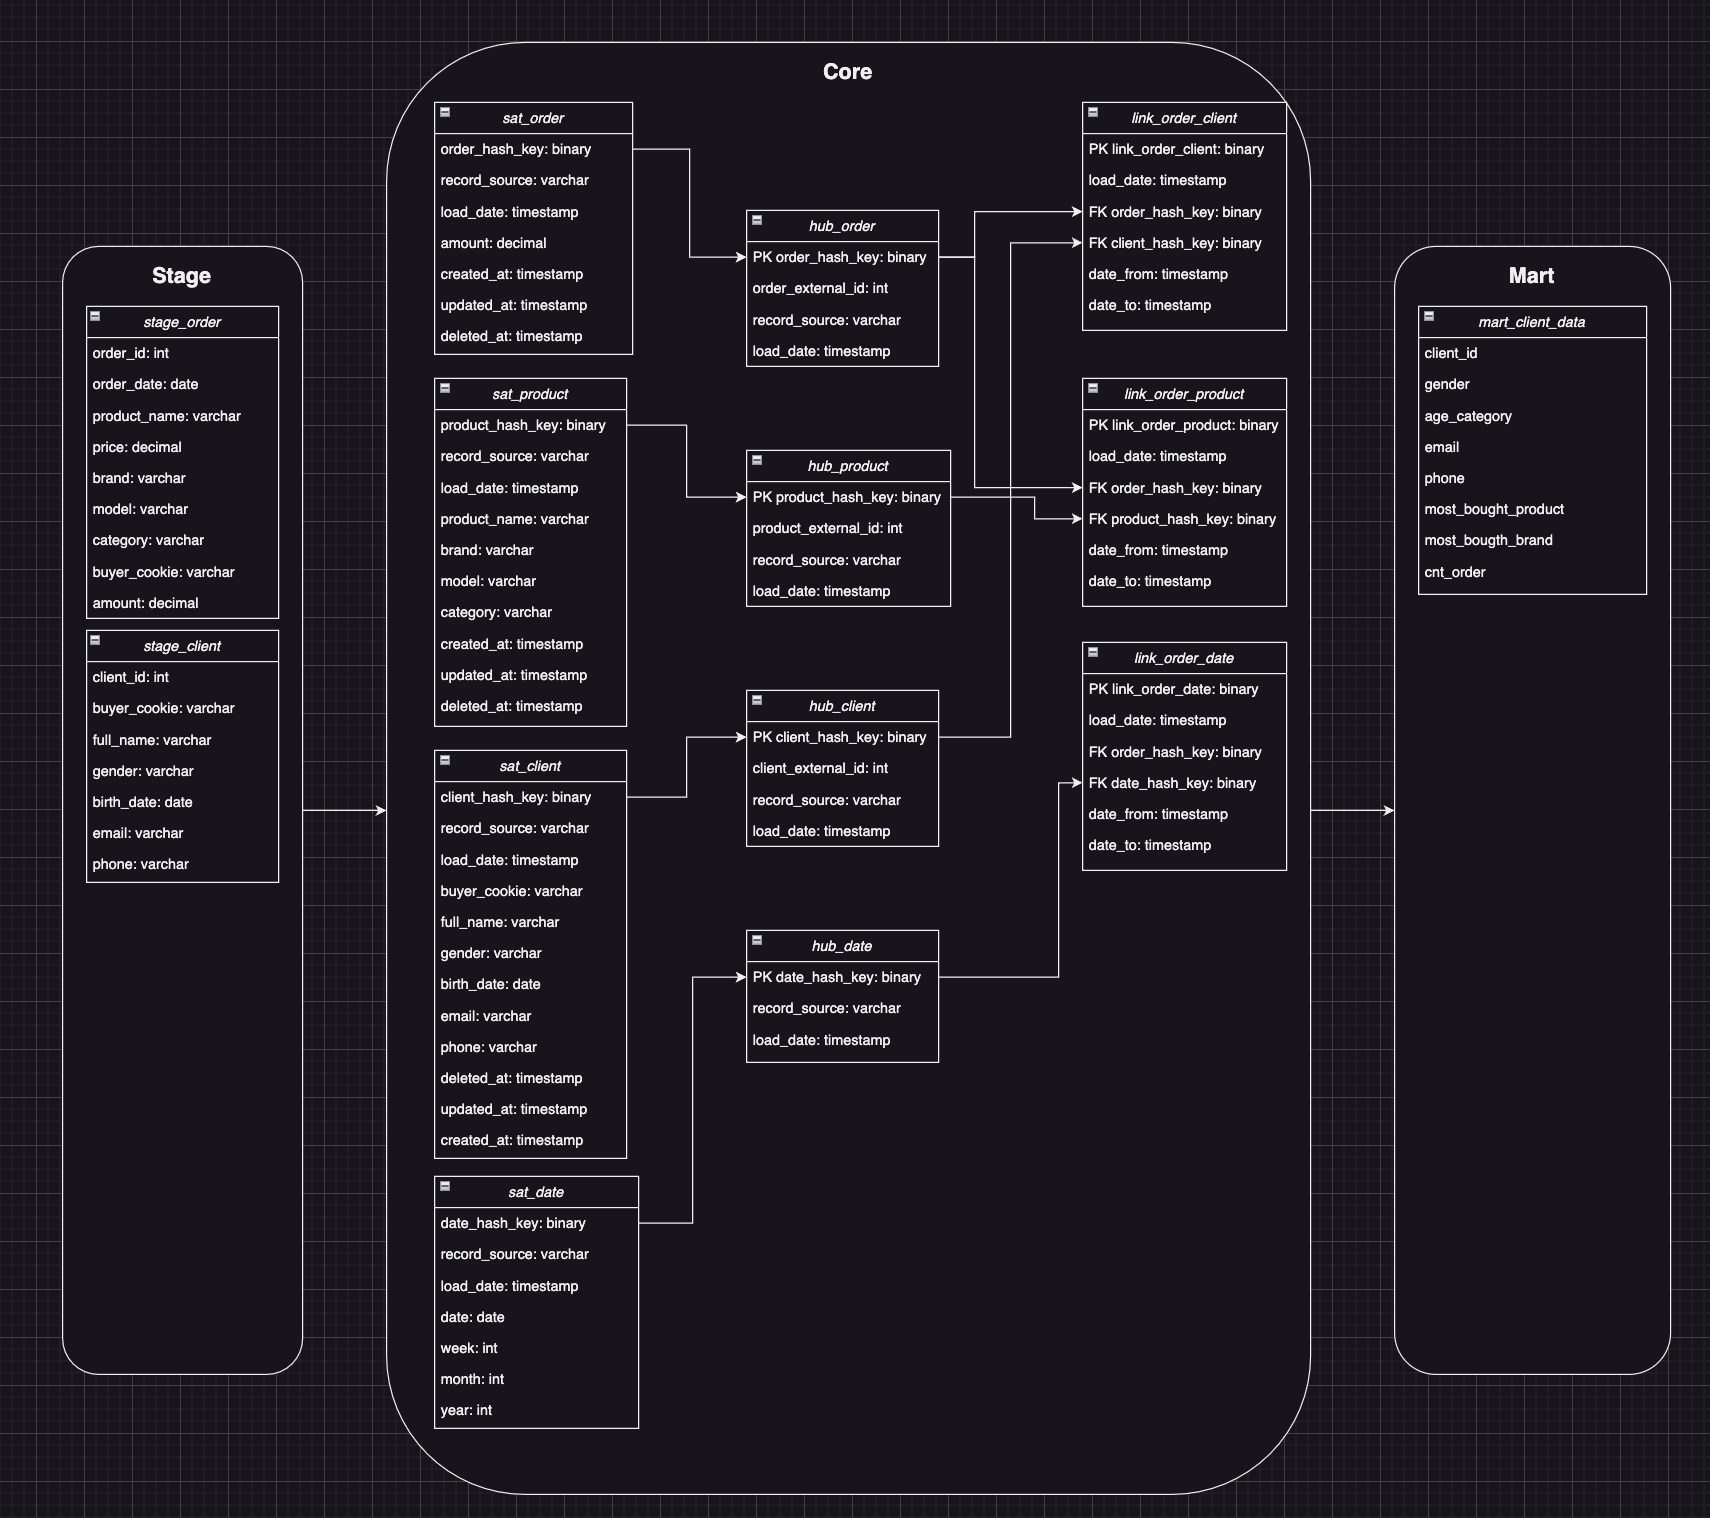 Stage
stage_order
order_id: int
order_date: date
product_name: varchar
price: decimal
brand: varchar
model: varchar
category: varchar
buyer_cookie: varchar
amount: decimal
stage_client
client_id: int
buyer_cookie: varchar
full_name: varchar
gender: varchar
birth_date: date
email: varchar
phone: varchar
Core
sat_order
order_hash_key: binary
record_source: varchar
load_date: timestamp
amount: decimal
created_at: timestamp
updated_at: timestamp
deleted_at: timestamp
sat_product
product_hash_key: binary
record_source: varchar
load_date: timestamp
product_name: varchar
brand: varchar
model: varchar
category: varchar
created_at: timestamp
updated_at: timestamp
deleted_at: timestamp
sat_client
client_hash_key: binary
record_source: varchar
load_date: timestamp
buyer_cookie: varchar
full_name: varchar
gender: varchar
birth_date: date
email: varchar
phone: varchar
deleted_at: timestamp
updated_at: timestamp
created_at: timestamp
sat_date
date_hash_key: binary
record_source: varchar
load_date: timestamp
date: date
week: int
month: int
year: int
hub_order
PK order_hash_key: binary
order_external_id: int
record_source: varchar
load_date: timestamp
hub_product
PK product_hash_key: binary
product_external_id: int
record_source: varchar
load_date: timestamp
hub_client
PK client_hash_key: binary
client_external_id: int
record_source: varchar
load_date: timestamp
hub_date
PK date_hash_key: binary
record_source: varchar
load_date: timestamp
link_order_client
PK link_order_client: binary
load_date: timestamp
FK order_hash_key: binary
FK client_hash_key: binary
date_from: timestamp
date_to: timestamp
link_order_product
PK link_order_product: binary
load_date: timestamp
FK order_hash_key: binary
FK product_hash_key: binary
date_from: timestamp
date_to: timestamp
link_order_date
PK link_order_date: binary
load_date: timestamp
FK order_hash_key: binary
FK date_hash_key: binary
date_from: timestamp
date_to: timestamp
Mart
mart_client_data
client_id
gender
age_category
email
phone
most_bought_product
most_bougth_brand
cnt_order